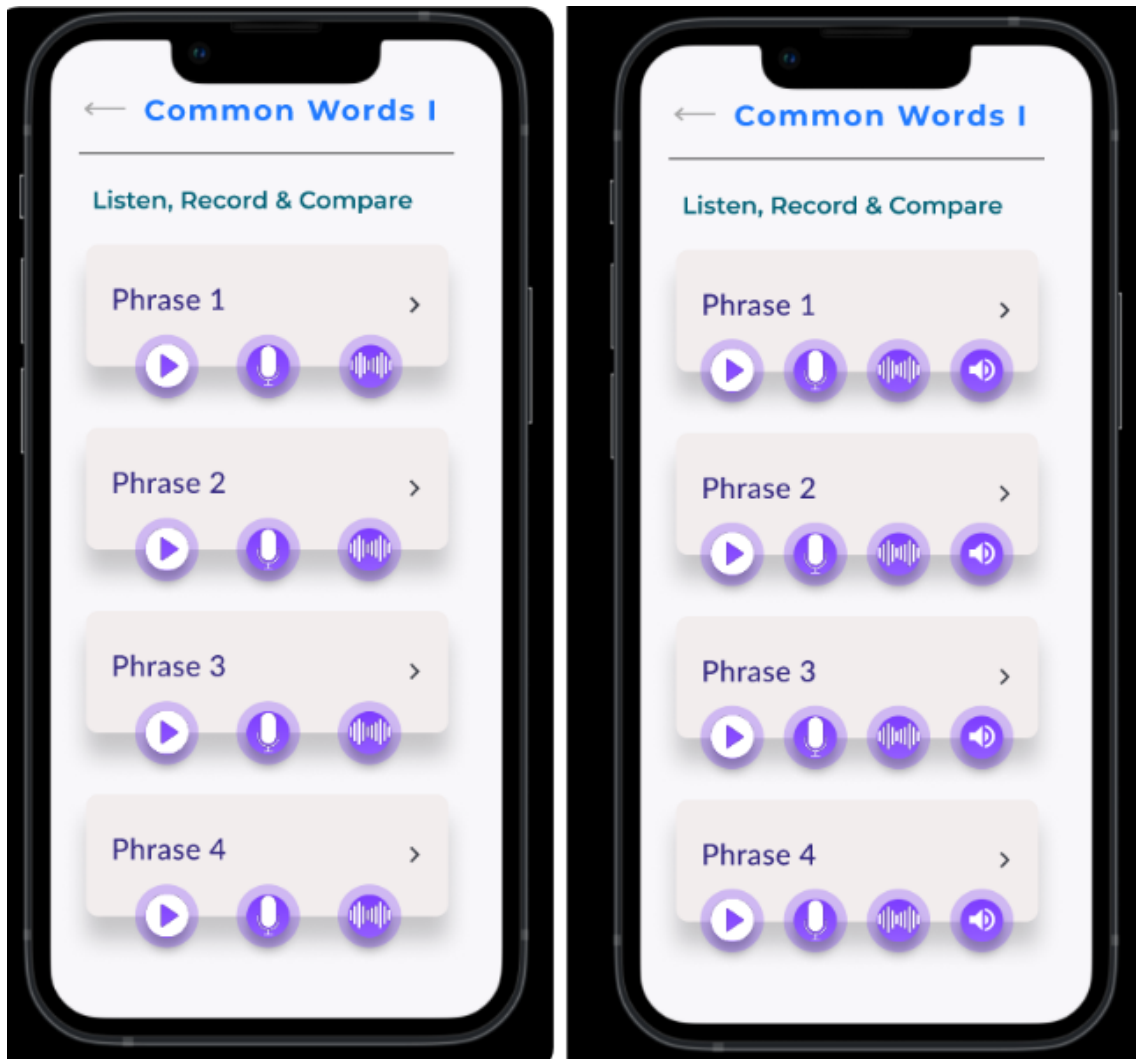 Common Words I
Listen, Record & Compare
Phrase 1
Phrase 2
Phrase 3
Phrase 4
Common Words I
Listen, Record & Compare
Phrase 1
Phrase 2
Phrase 3
Phrase 4